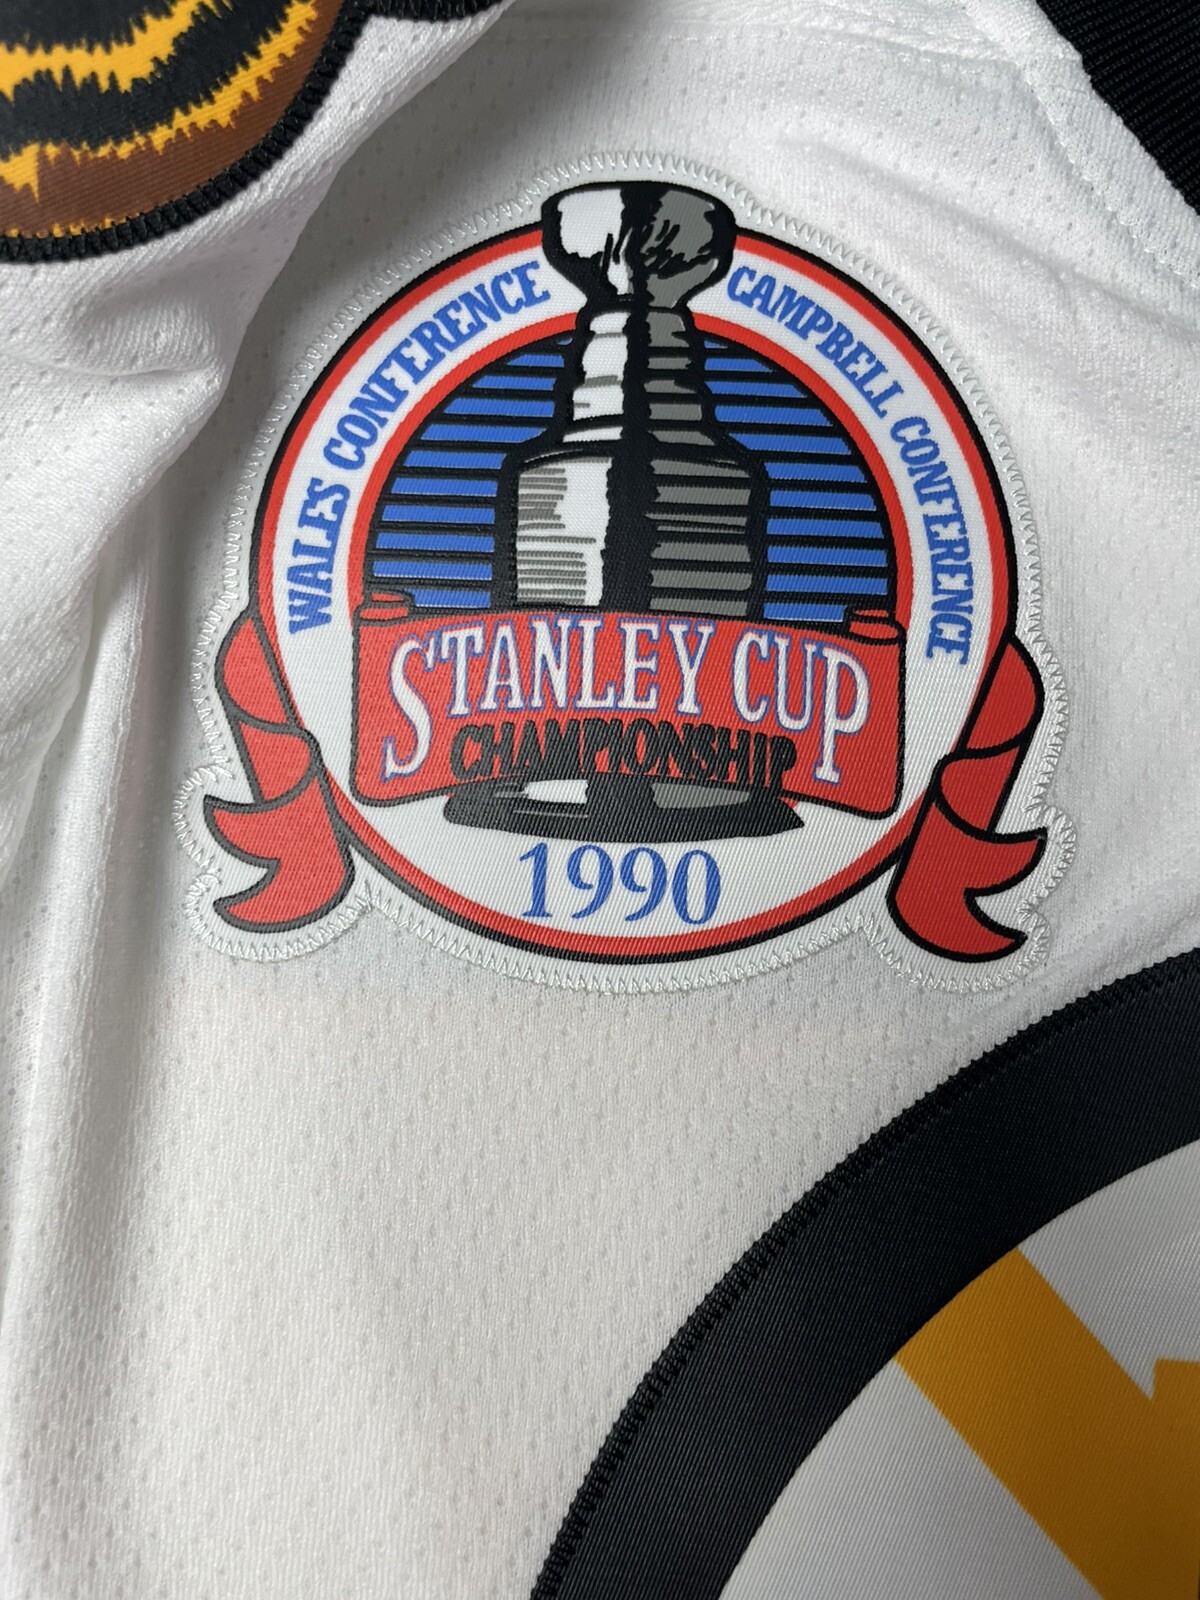 WALES CONFERENCE
CAMPBELL CONFERENCE
STANLEY CUP
CHAMPIONSHIP
1990